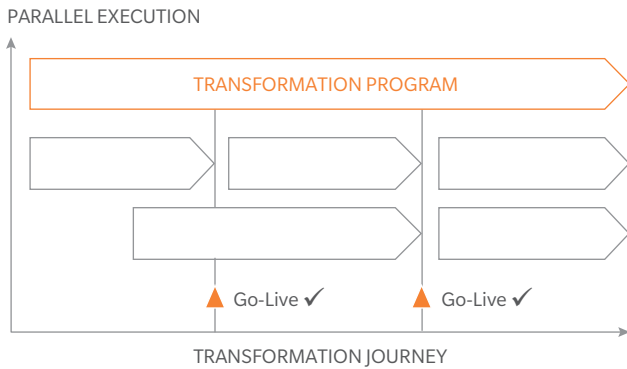 PARALLEL EXECUTION
TRANSFORMATION PROGRAM
Go-Live ✓
Go-Live ✓
TRANSFORMATION JOURNEY